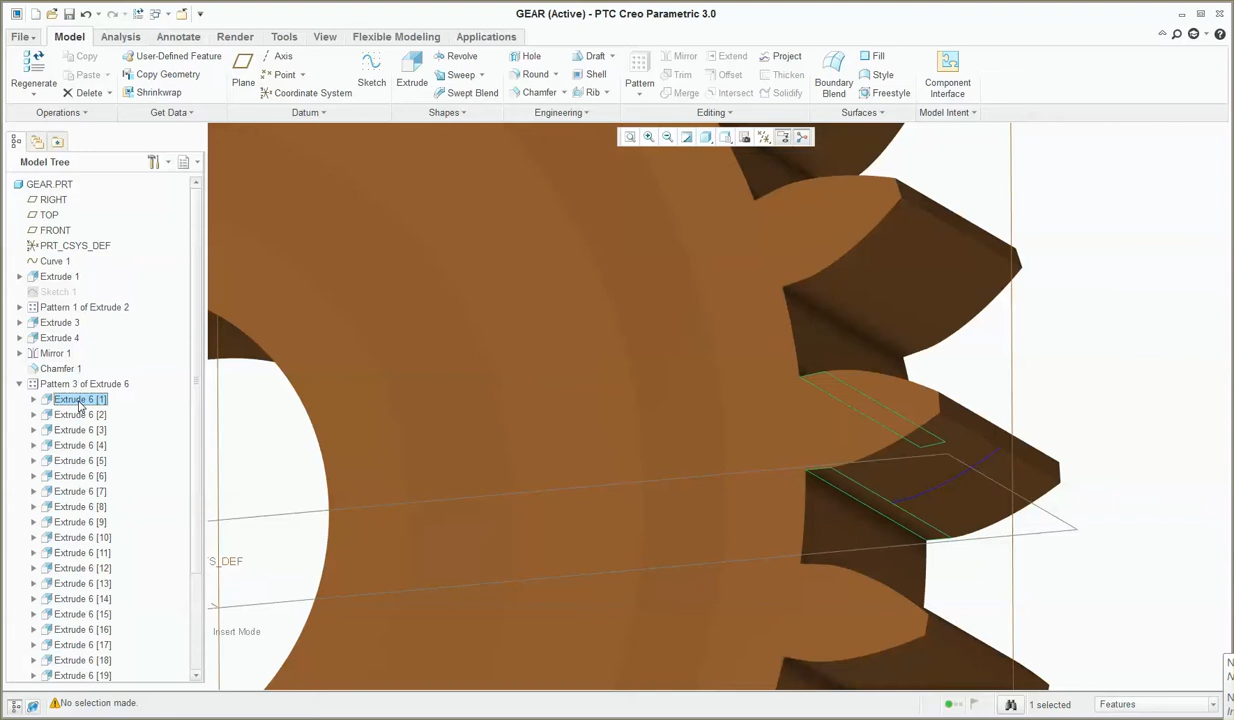 GEAR (Active) - PTC Creo Parametric 3.0
File Model Analysis Annotate Render Tools View Flexible Modeling Applications
Regenerate Copy Paste Delete
User-Defined Feature
Copy Geometry
Shrinkwrap
Plane Axis
Point
Coordinate System
Sketch
Extrude Revolve
Sweep
Swept Blend
Hole Draft
Round Shell
Chamfer Rib
Pattern Mirror Extend Project
Trim Offset Thicken
Merge Intersect Solidify
Boundary
Blend
Fill
Style
Freestyle
Component
Interface
Operations Get Data Datum Shapes Engineering Editing Surfaces Model Intent
Model Tree
GEAR.PRT
RIGHT
TOP
FRONT
PRT_CSYS_DEF
Curve 1
Extrude 1
Sketch 1
Pattern 1 of Extrude 2
Extrude 3
Extrude 4
Mirror 1
Chamfer 1
Pattern 3 of Extrude 6
Extrude 6 [1]
Extrude 6 [2]
Extrude 6 [3]
Extrude 6 [4]
Extrude 6 [5]
Extrude 6 [6]
Extrude 6 [7]
Extrude 6 [8]
Extrude 6 [9]
Extrude 6 [10]
Extrude 6 [11]
Extrude 6 [12]
Extrude 6 [13]
Extrude 6 [14]
Extrude 6 [15]
Extrude 6 [16]
Extrude 6 [17]
Extrude 6 [18]
Extrude 6 [19]
S_DEF
Insert Mode
No selection made.
1 selected
Features